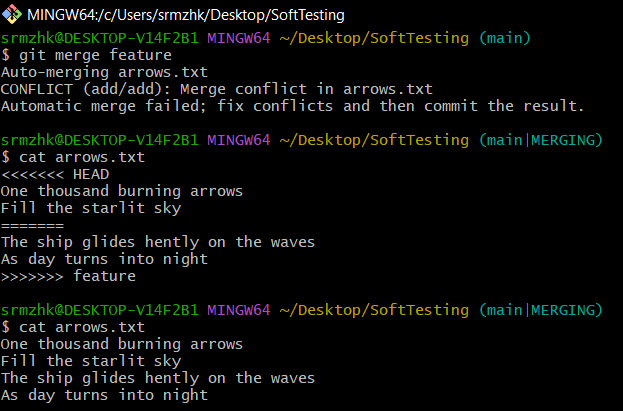 MINGW64:/c/Users/srmzhk/Desktop/SoftTesting
srmzhk@DESKTOP-V14F2B1 MINGW64 ~/Desktop/SoftTesting (main)
$ git merge feature
Auto-merging arrows.txt
CONFLICT (add/add): Merge conflict in arrows.txt
Automatic merge failed; fix conflicts and then commit the result.
srmzhk@DESKTOP-V14F2B1 MINGW64 ~/Desktop/SoftTesting (main|MERGING)
$ cat arrows.txt
<<<<<<< HEAD
One thousand burning arrows
Fill the starlit sky
=======
The ship glides hently on the waves
As day turns into night
>>>>>>> feature
srmzhk@DESKTOP-V14F2B1 MINGW64 ~/Desktop/SoftTesting (main|MERGING)
$ cat arrows.txt
One thousand burning arrows
Fill the starlit sky
The ship glides hently on the waves
As day turns into night